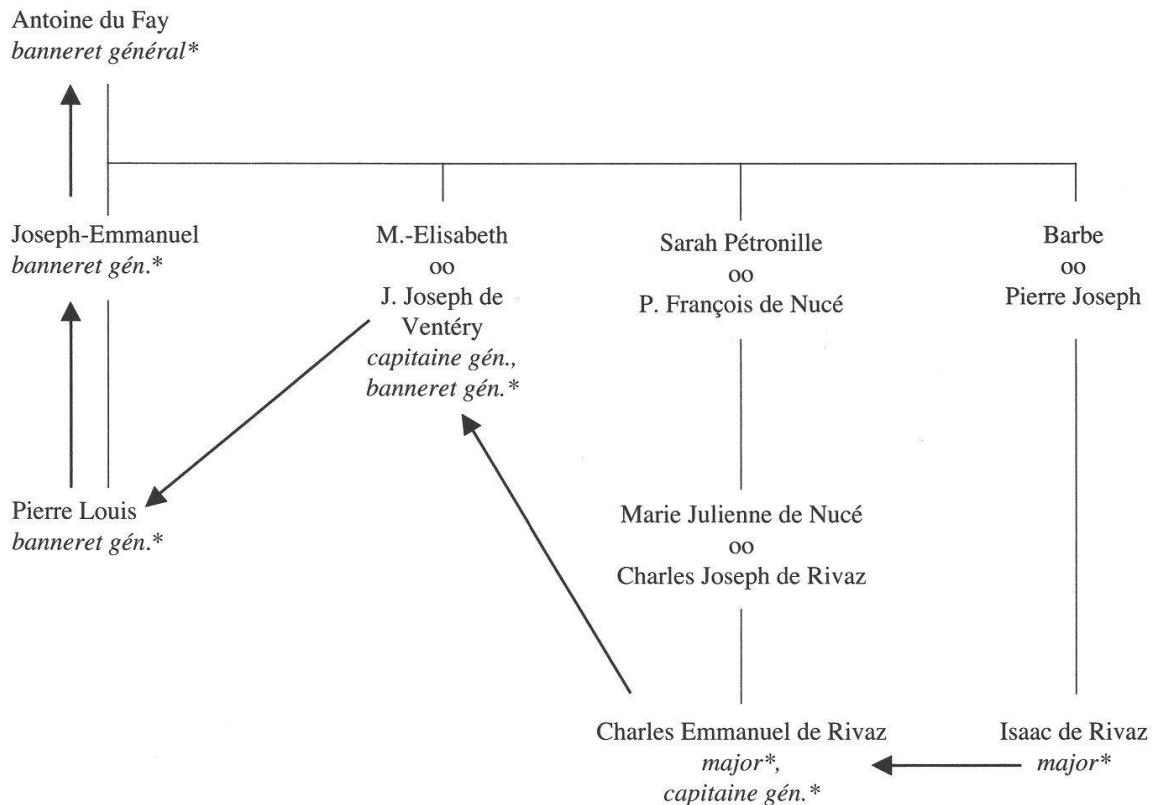 Antoine du Fay
banneret général*
Joseph-Emmanuel
banneret gén.*
M.-Elisabeth
oo
J. Joseph de
Ventéry
capitaine gén.,
banneret gén.*
Sarah Pétronille
oo
P. François de Nucé
Barbe
oo
Pierre Joseph
Pierre Louis
banneret gén.*
Marie Julienne de Nucé
oo
Charles Joseph de Rivaz
Charles Emmanuel de Rivaz
major*,
capitaine gén.*
Isaac de Rivaz
major*